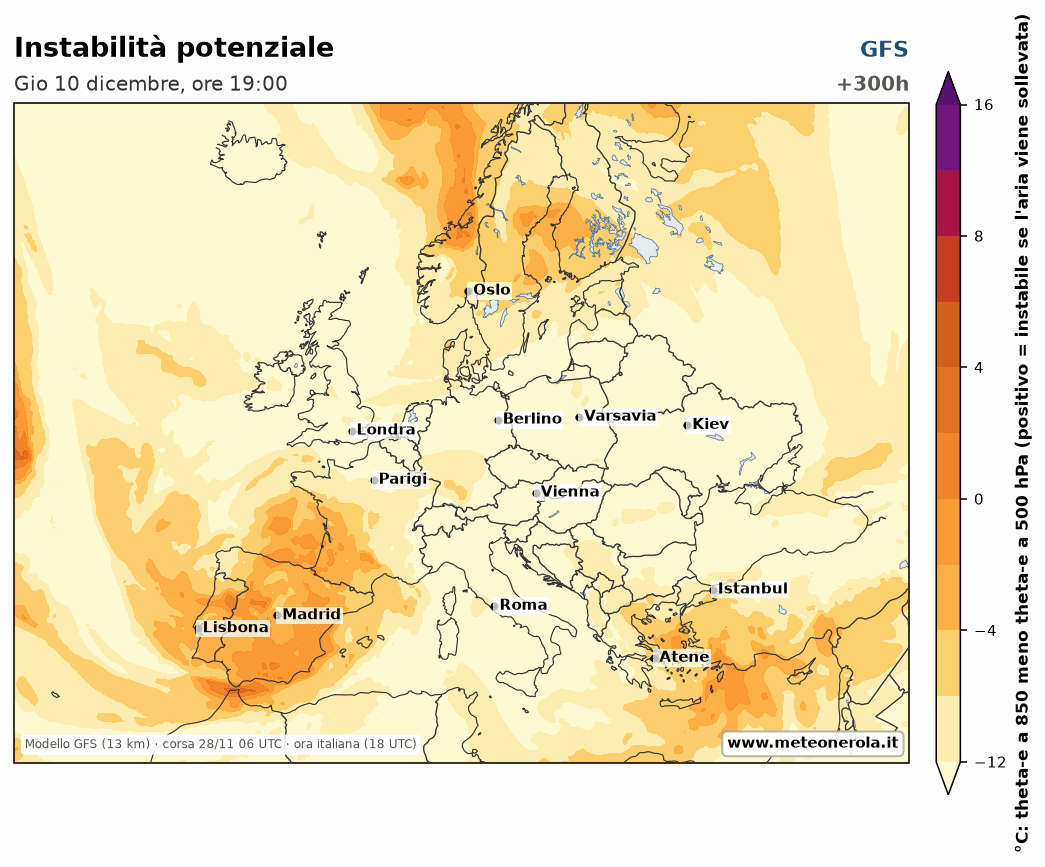 Instabilità potenziale
GFS
Gio 10 dicembre, ore 19:00
+300h
Oslo
Berlino
Varsavia
Kiev
Londra
Parigi
Vienna
Istanbul
Roma
Madrid
Lisbona
Atene
Modello GFS (13 km) · corsa 28/11 06 UTC · ora italiana (18 UTC)
www.meteonerola.it
16
8
4
0
−4
−12
°C: theta-e a 850 meno theta-e a 500 hPa (positivo = instabile se l'aria viene sollevata)